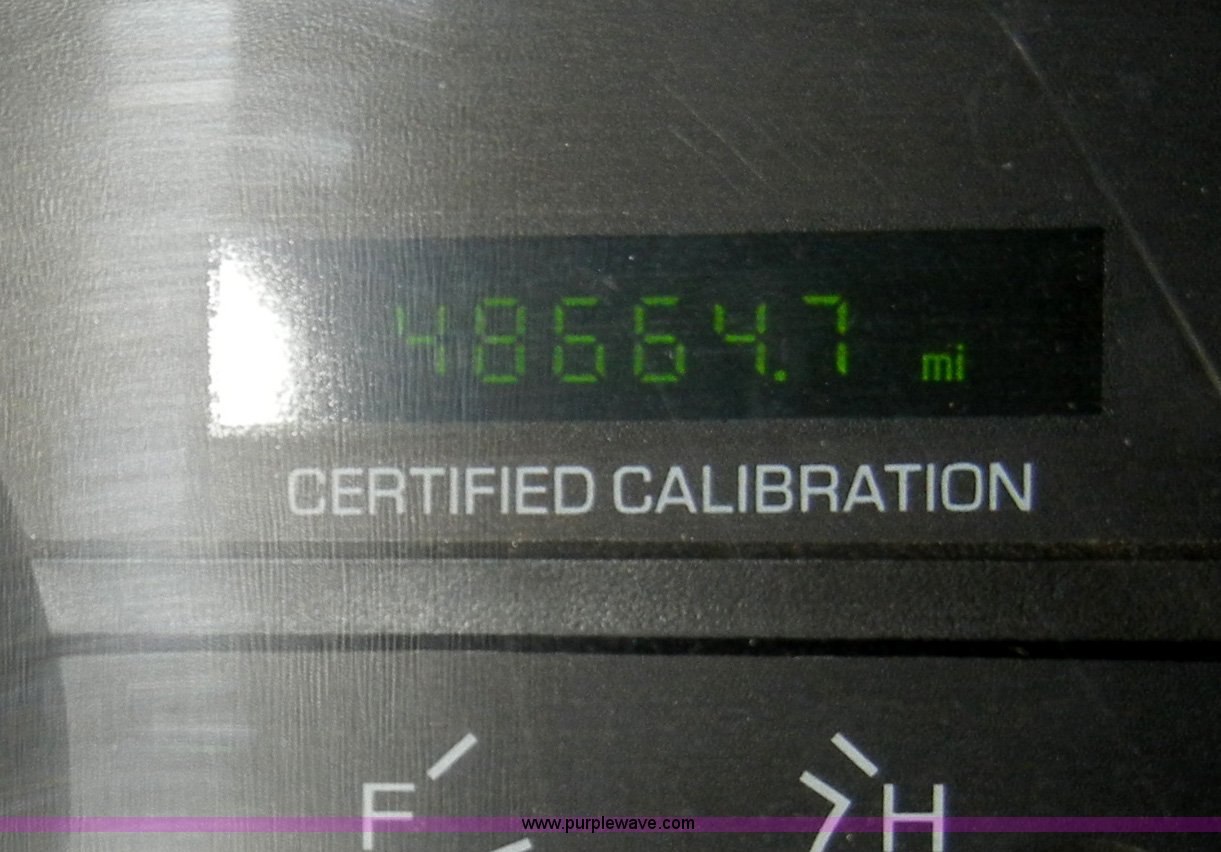 48664.7 mi
CERTIFIED CALIBRATION
F H
www.purplewave.com